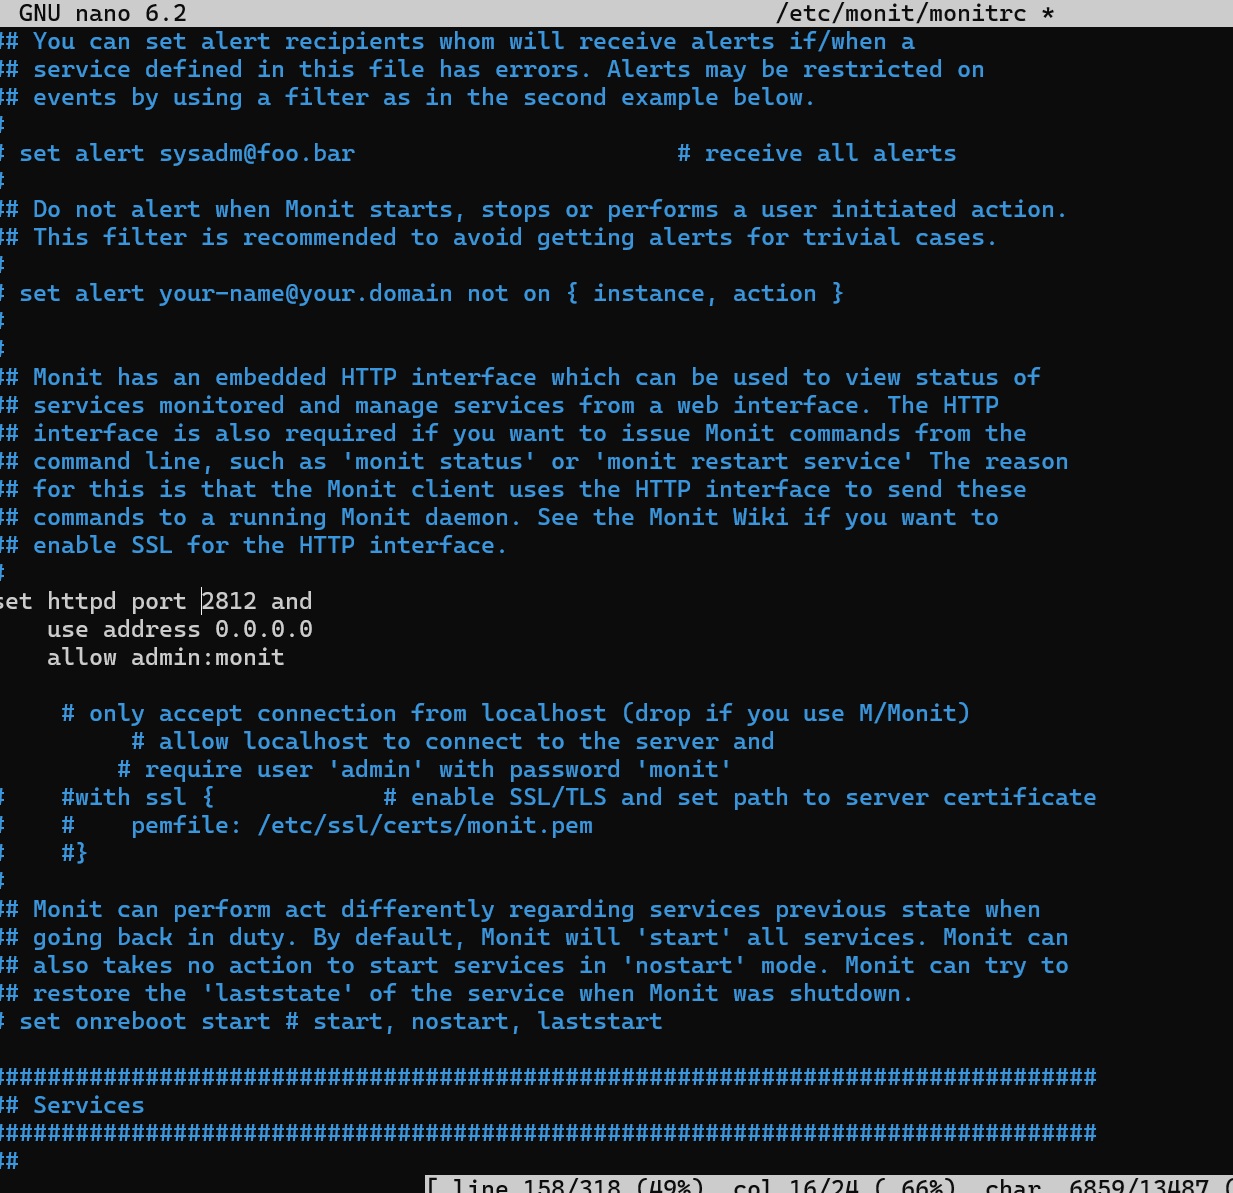 GNU nano 6.2 /etc/monit/monitrc *
## You can set alert recipients whom will receive alerts if/when a
## service defined in this file has errors. Alerts may be restricted on
## events by using a filter as in the second example below.
#
# set alert sysadm@foo.bar # receive all alerts
#
## Do not alert when Monit starts, stops or performs a user initiated action.
## This filter is recommended to avoid getting alerts for trivial cases.
#
# set alert your-name@your.domain not on { instance, action }
#
#
## Monit has an embedded HTTP interface which can be used to view status of
## services monitored and manage services from a web interface. The HTTP
## interface is also required if you want to issue Monit commands from the
## command line, such as 'monit status' or 'monit restart service' The reason
## for this is that the Monit client uses the HTTP interface to send these
## commands to a running Monit daemon. See the Monit Wiki if you want to
## enable SSL for the HTTP interface.
#
set httpd port 2812 and
use address 0.0.0.0
allow admin:monit
# only accept connection from localhost (drop if you use M/Monit)
# allow localhost to connect to the server and
# require user 'admin' with password 'monit'
# #with ssl { # enable SSL/TLS and set path to server certificate
# # pemfile: /etc/ssl/certs/monit.pem
# #}
#
## Monit can perform act differently regarding services previous state when
## going back in duty. By default, Monit will 'start' all services. Monit can
## also takes no action to start services in 'nostart' mode. Monit can try to
## restore the 'laststate' of the service when Monit was shutdown.
# set onreboot start # start, nostart, laststart
###############################################################################
## Services
###############################################################################
##
[ line 158/318 (49%), col 16/24 ( 66%), char 6859/13487 (